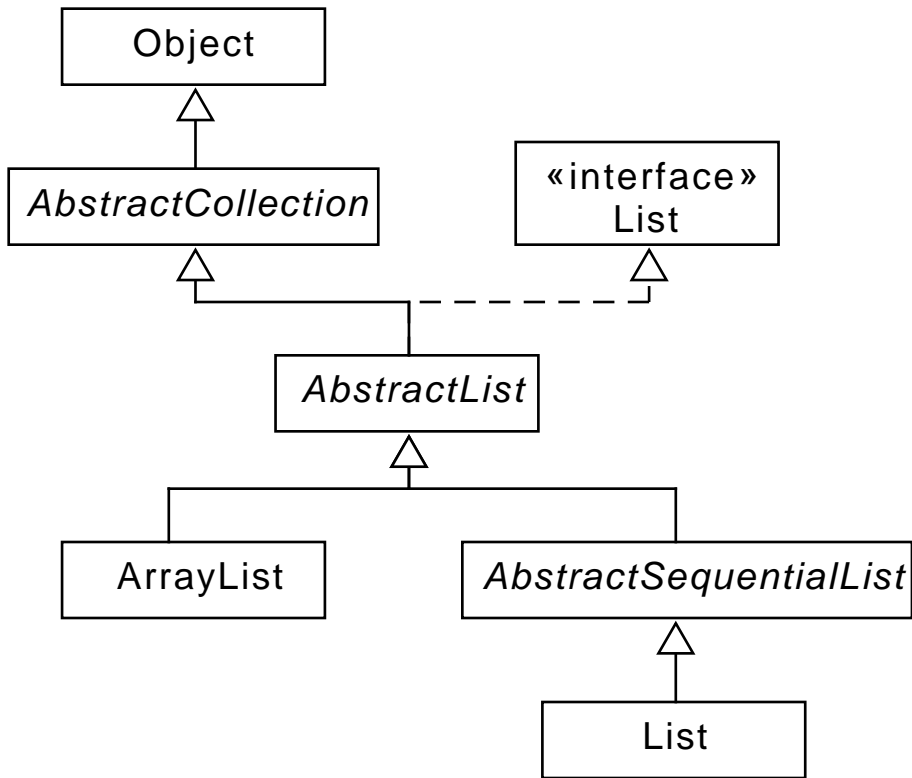 Object
AbstractCollection
«interface»
List
AbstractList
ArrayList
AbstractSequentialList
List